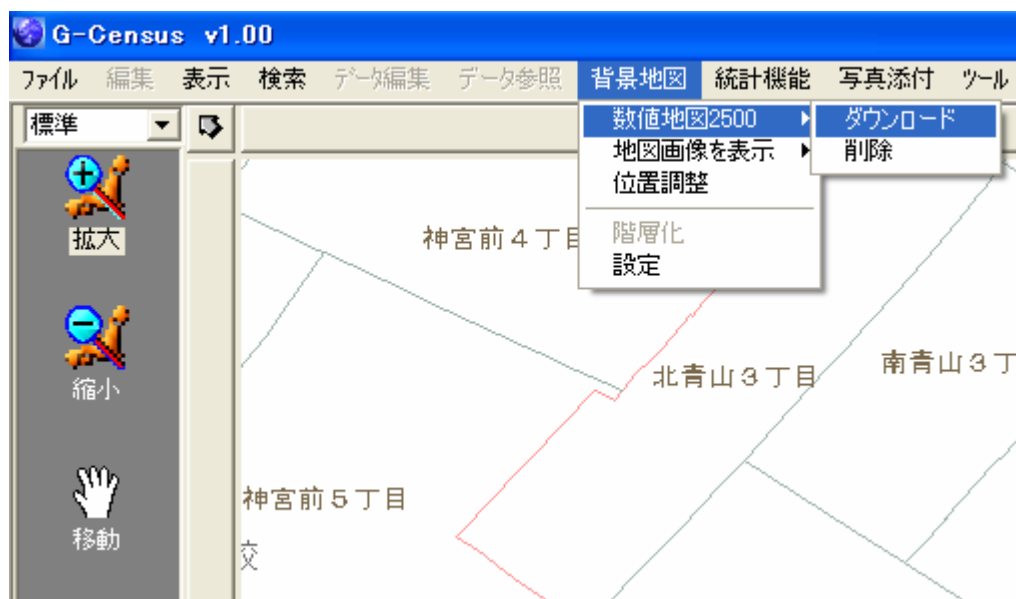 G-Census v1.00
ファイル 編集 表示 検索 データ編集 データ参照 背景地図 統計機能 写真添付 ツール
標準
数値地図2500
ダウンロード
地図画像を表示
削除
位置調整
階層化
設定
拡大
縮小
移動
神宮前4丁目
北青山3丁目
南青山3丁
神宮前5丁目
交